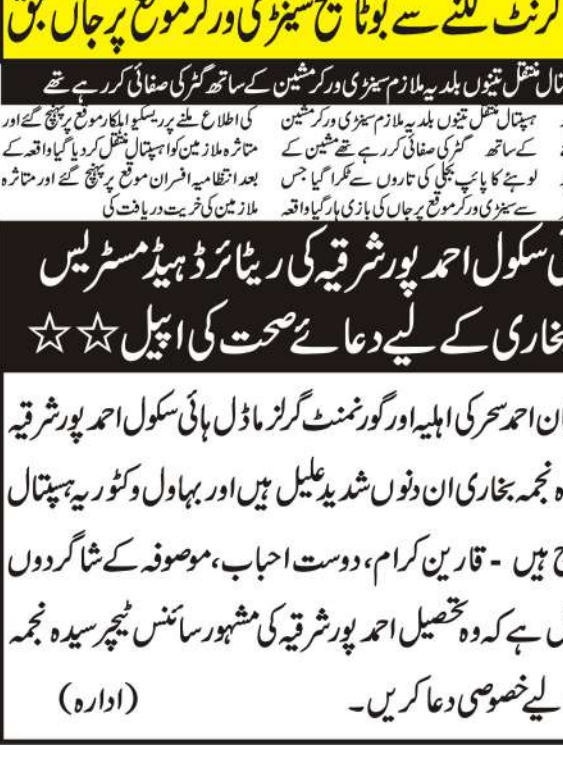 کرنٹ لگنے سے بوٹا مسیح سینٹری ورکر موقع پر جاں بحق
منتقل تینوں بلدیہ ملازم سینٹری ورکر مشین کے ساتھ گٹر کی صفائی کر رہے تھے
ہسپتال منتقل تینوں بلدیہ ملازم سینٹری ورکر مشین
کے ساتھ گٹر کی صفائی کر رہے تھے مشین کے
لوہئے کا پائپ بجلی کی تاروں سے ٹکرا گیا جس
سے سینٹری ورکر موقع پر جاں کی بازی ہار گیا واقعہ
کی اطلاع ملنے پر ریسکیو اہلکار موقع پر پہنچ گئے اور
متاثرہ ملازمین کو ہسپتال منتقل کر دیا گیا واقعہ کے
بعد انتظامیہ افسران موقع پر پہنچ گئے اور متاثرہ
ملازمین کی خریت دریافت کی
سکول احمد پور شرقیہ کی ریٹائرڈ ہیڈ مسٹریس
بخاری کے لیے دعائے صحت کی اپیل ☆☆
احمد سحر کی اہلیہ اور گورنمنٹ گرلز ماڈل ہائی سکول احمد پور شرقیہ
نجمہ بخاری ان دنوں شدید علیل ہیں اور بہاول وکٹوریہ ہسپتال
ہیں - قارین کرام، دوست احباب، موصوفہ کے شاگردوں
ہے کہ وہ تحصیل احمد پور شرقیہ کی مشہور سائنس ٹیچر سیدہ نجمہ
لیے خصوصی دعا کریں۔ (ادارہ)